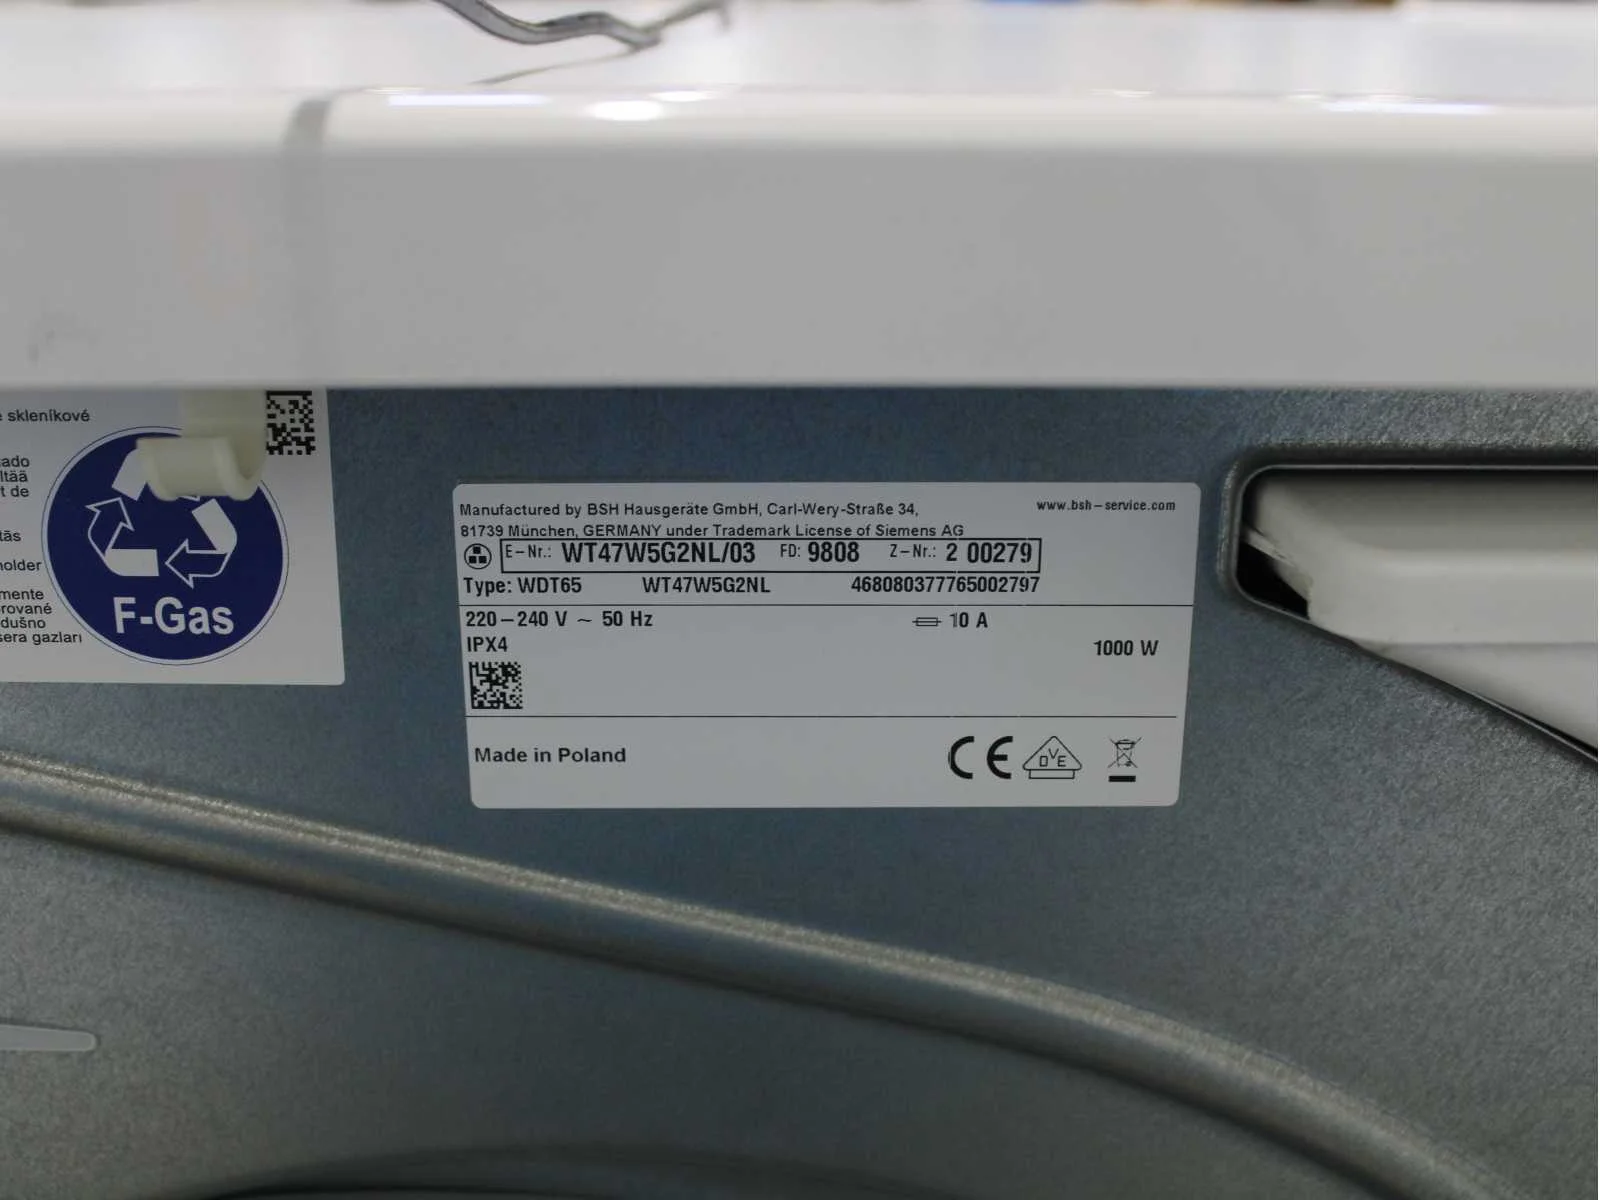 skleníkové
ado
ltää
t de
tās
holder
mente
orované
dušno
sera gazları
F-Gas
Manufactured by BSH Hausgeräte GmbH, Carl-Wery-Straße 34,
www.bsh-service.com
81739 München, GERMANY under Trademark License of Siemens AG
E-Nr.: WT47W5G2NL/03 FD: 9808 Z-Nr.: 2 00279
Type: WDT65 WT47W5G2NL 468080377765002797
220-240 V ~ 50 Hz 10 A
IPX4
1000 W
Made in Poland
CE DVE